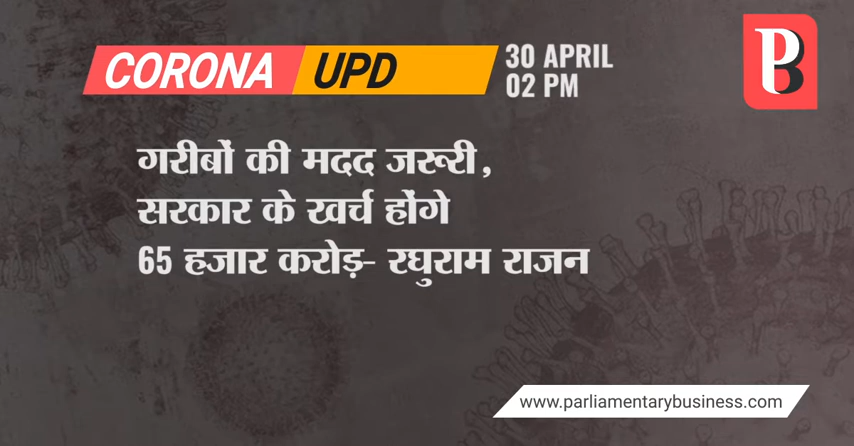 CORONA UPD
30 APRIL
02 PM
PB
गरीबों की मदद जरूरी,
सरकार के खर्च होंगे
65 हजार करोड़- रघुराम राजन
www.parliamentarybusiness.com